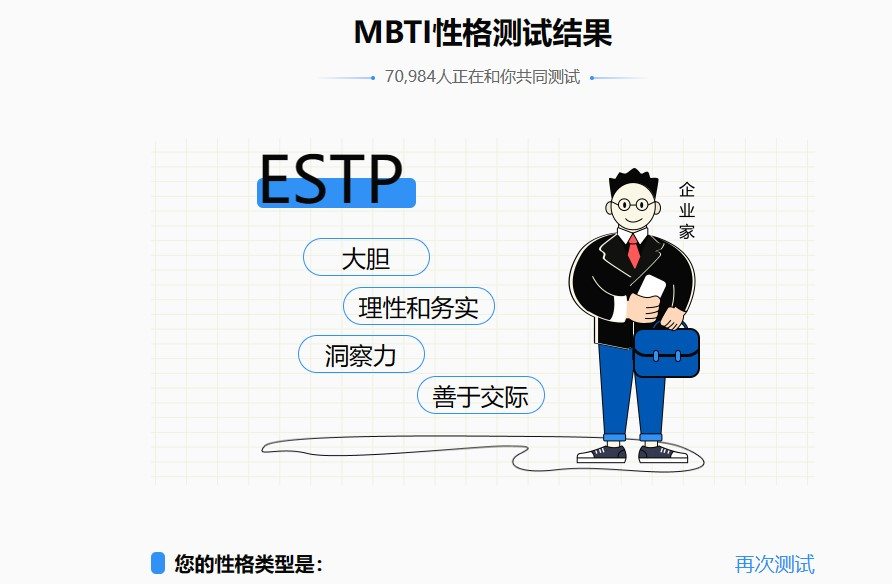 MBTI性格测试结果
70,984人正在和你共同测试
ESTP
企业家
大胆
理性和务实
洞察力
善于交际
您的性格类型是：
再次测试